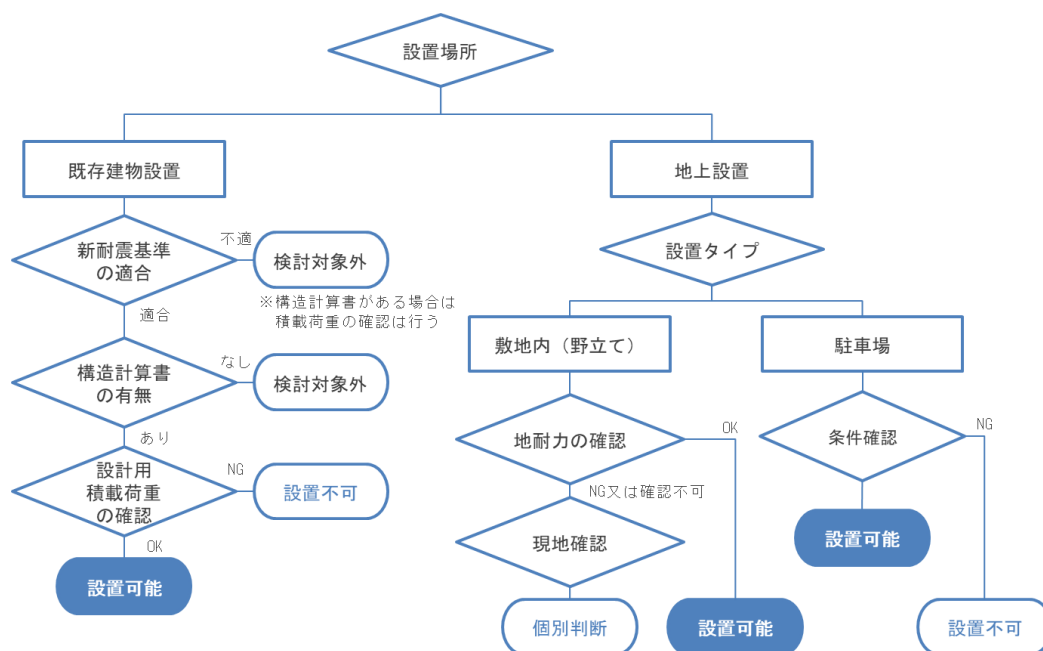 設置場所
既存建物設置
地上設置
新耐震基準
の適合
不適
検討対象外
※構造計算書がある場合は
積載荷重の確認は行う
適合
設置タイプ
構造計算書
の有無
なし
検討対象外
あり
設計用
積載荷重
の確認
NG
設置不可
OK
設置可能
敷地内（野立て）
駐車場
地耐力の確認
OK
条件確認
NG
NG又は確認不可
現地確認
設置可能
個別判断
設置可能
設置不可